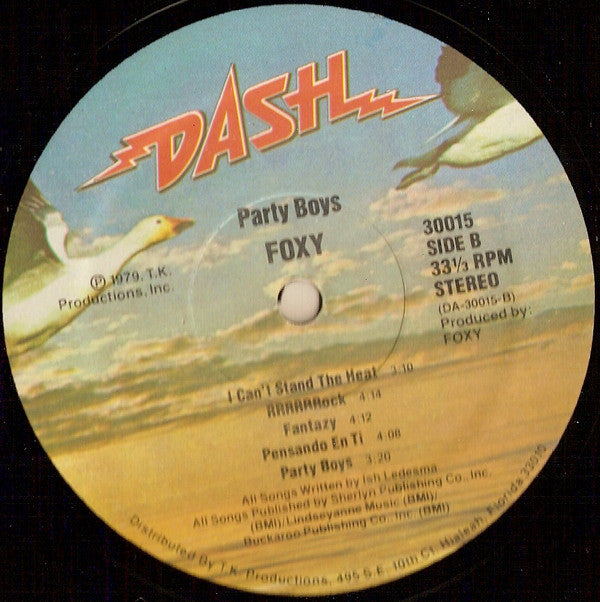 DASH
Party Boys
FOXY
℗ 1979, T.K.
Productions, Inc.
30015
SIDE B
33⅓ RPM
STEREO
(DA-30015-B)
Produced by:
FOXY
I Can't Stand The Heat 3:10
RRRRRRock 4:14
Fantazy 4:12
Pensando En Ti 4:08
Party Boys 3:20
All Songs Written by Ish Ledesma
All Songs Published by Sherlyn Publishing Co., Inc.
(BMI)/Lindseyanne Music (BMI)/
Buckaroo Publishing Co. Inc. (BMI)
Distributed By T.K. Productions, 495 S.E. 10th Ct. Hialeah, Florida 33010